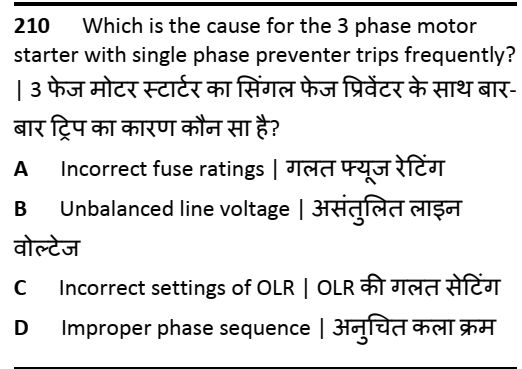 210 Which is the cause for the 3 phase motor
starter with single phase preventer trips frequently?
| 3 फेज मोटर स्टार्टर का सिंगल फेज प्रिवेंटर के साथ बार-
बार ट्रिप का कारण कौन सा है?
A Incorrect fuse ratings | गलत फ्यूज रेटिंग
B Unbalanced line voltage | असंतुलित लाइन
वोल्टेज
C Incorrect settings of OLR | OLR की गलत सेटिंग
D Improper phase sequence | अनुचित कला क्रम